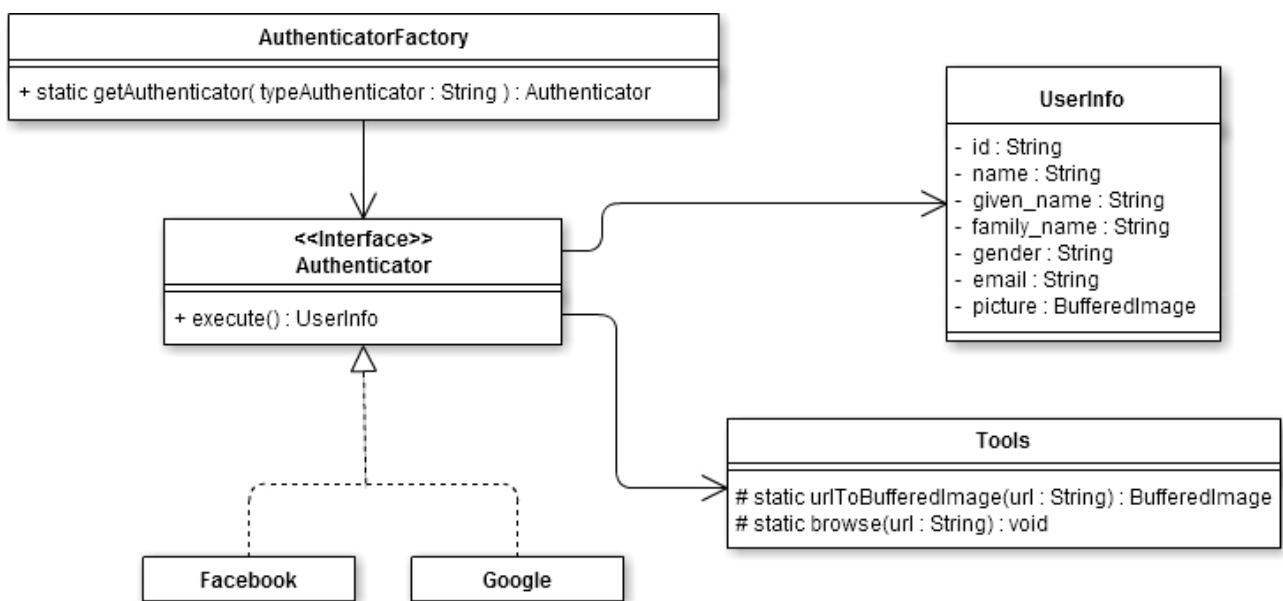 AuthenticatorFactory
+ static getAuthenticator( typeAuthenticator : String ) : Authenticator
UserInfo
- id : String
- name : String
- given_name : String
- family_name : String
- gender : String
- email : String
- picture : BufferedImage
<<Interface>>
Authenticator
+ execute() : UserInfo
Tools
# static urlToBufferedImage(url : String) : BufferedImage
# static browse(url : String) : void
Facebook
Google